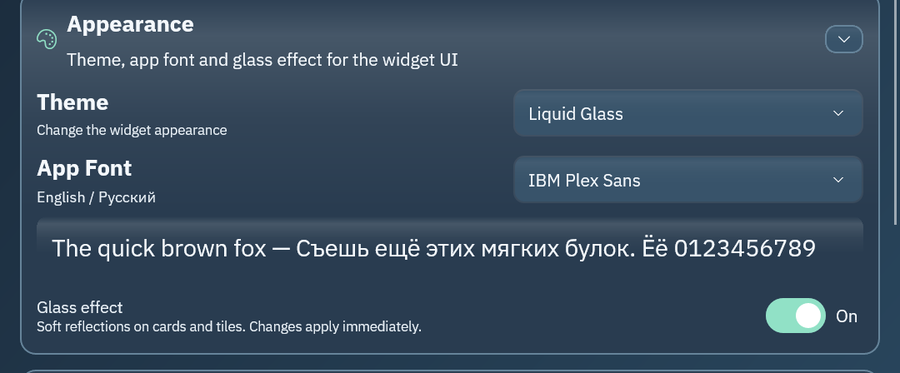 Appearance
Theme, app font and glass effect for the widget UI
Theme
Change the widget appearance
Liquid Glass
App Font
English / Русский
IBM Plex Sans
The quick brown fox — Съешь ещё этих мягких булок. Ёё 0123456789
Glass effect
Soft reflections on cards and tiles. Changes apply immediately.
On